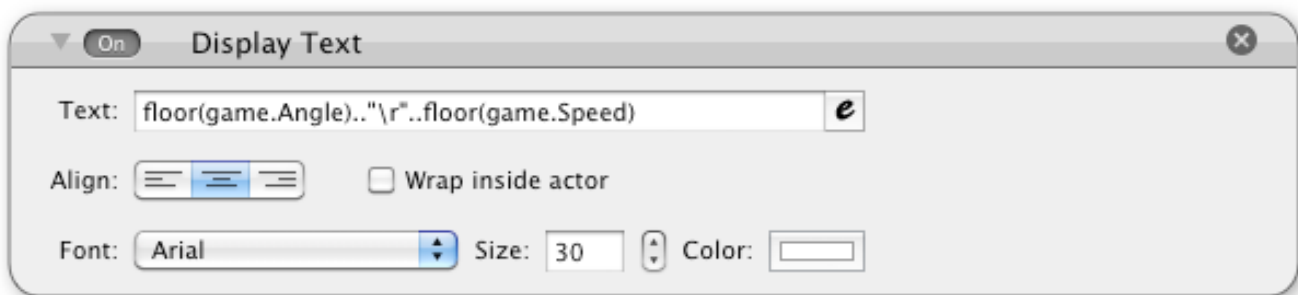 On Display Text
Text: floor(game.Angle).."\r"..floor(game.Speed) e
Align: Wrap inside actor
Font: Arial Size: 30 Color: